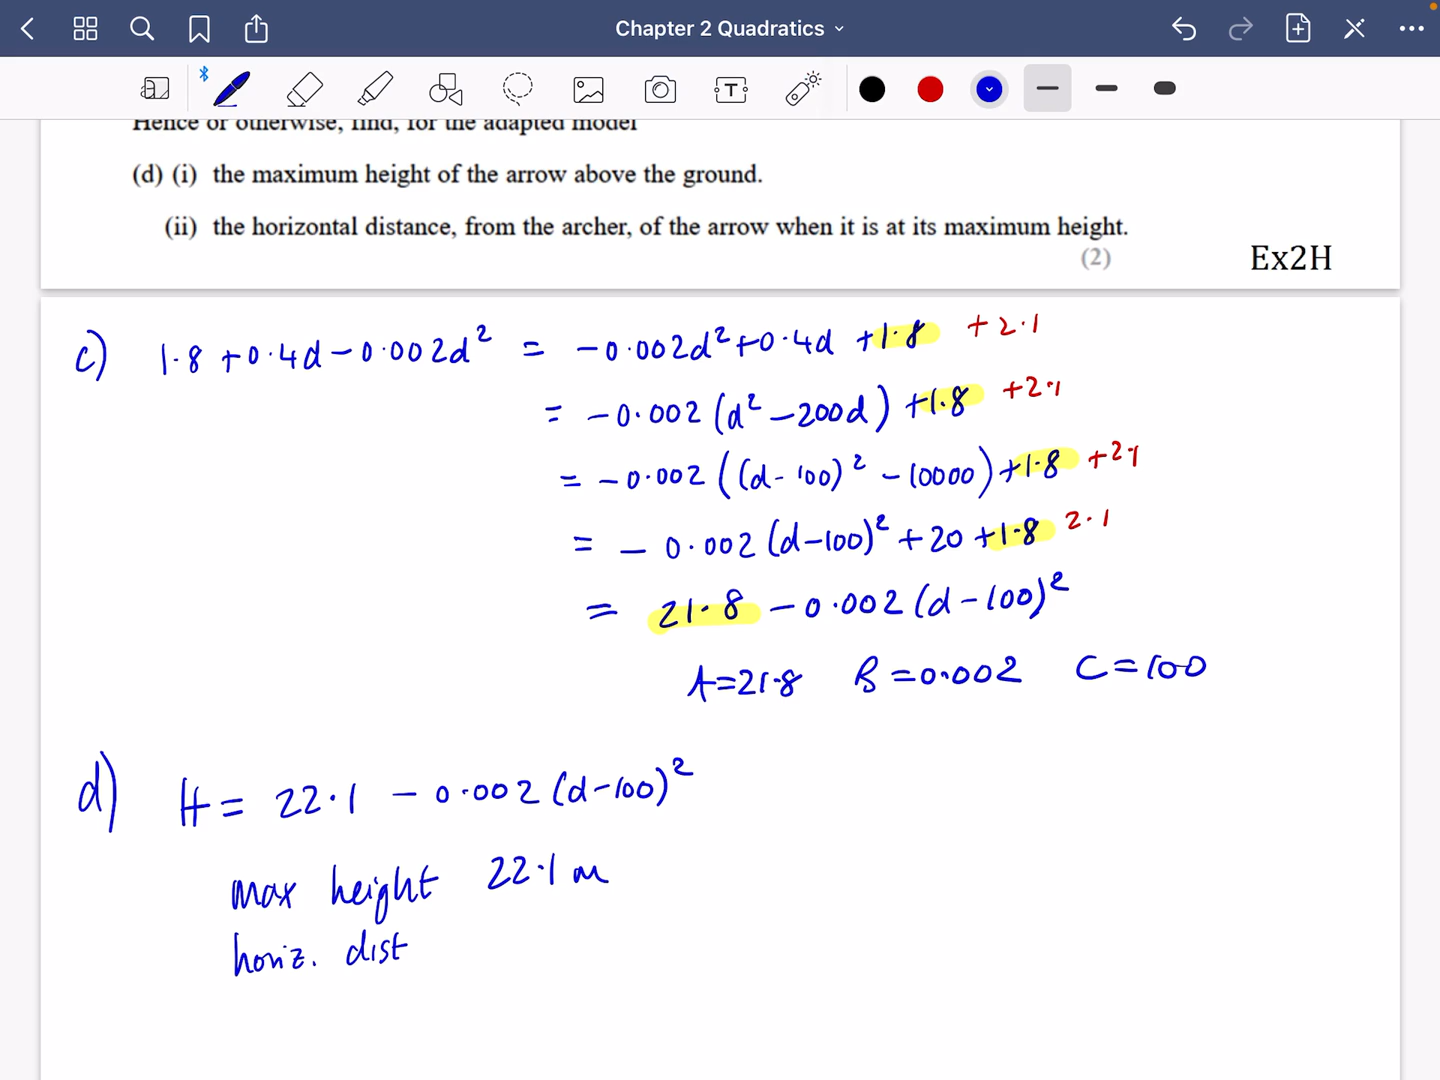 Chapter 2 Quadratics
T
Hence or otherwise, find, for the adapted model
(d) (i) the maximum height of the arrow above the ground.
(ii) the horizontal distance, from the archer, of the arrow when it is at its maximum height.
(2)
Ex2H
c) 1.8 + 0.4d - 0.002d² = -0.002d² + 0.4d + 1.8 + 2.1
= -0.002 (d² - 200d) + 1.8 + 2.1
= -0.002 ((d - 100)² - 10000) + 1.8 + 2.1
= - 0.002 (d - 100)² + 20 + 1.8 2.1
= 21.8 - 0.002 (d - 100)²
A = 21.8 B = 0.002 C = 100
d) H = 22.1 - 0.002 (d - 100)²
max height 22.1 m
horiz. dist